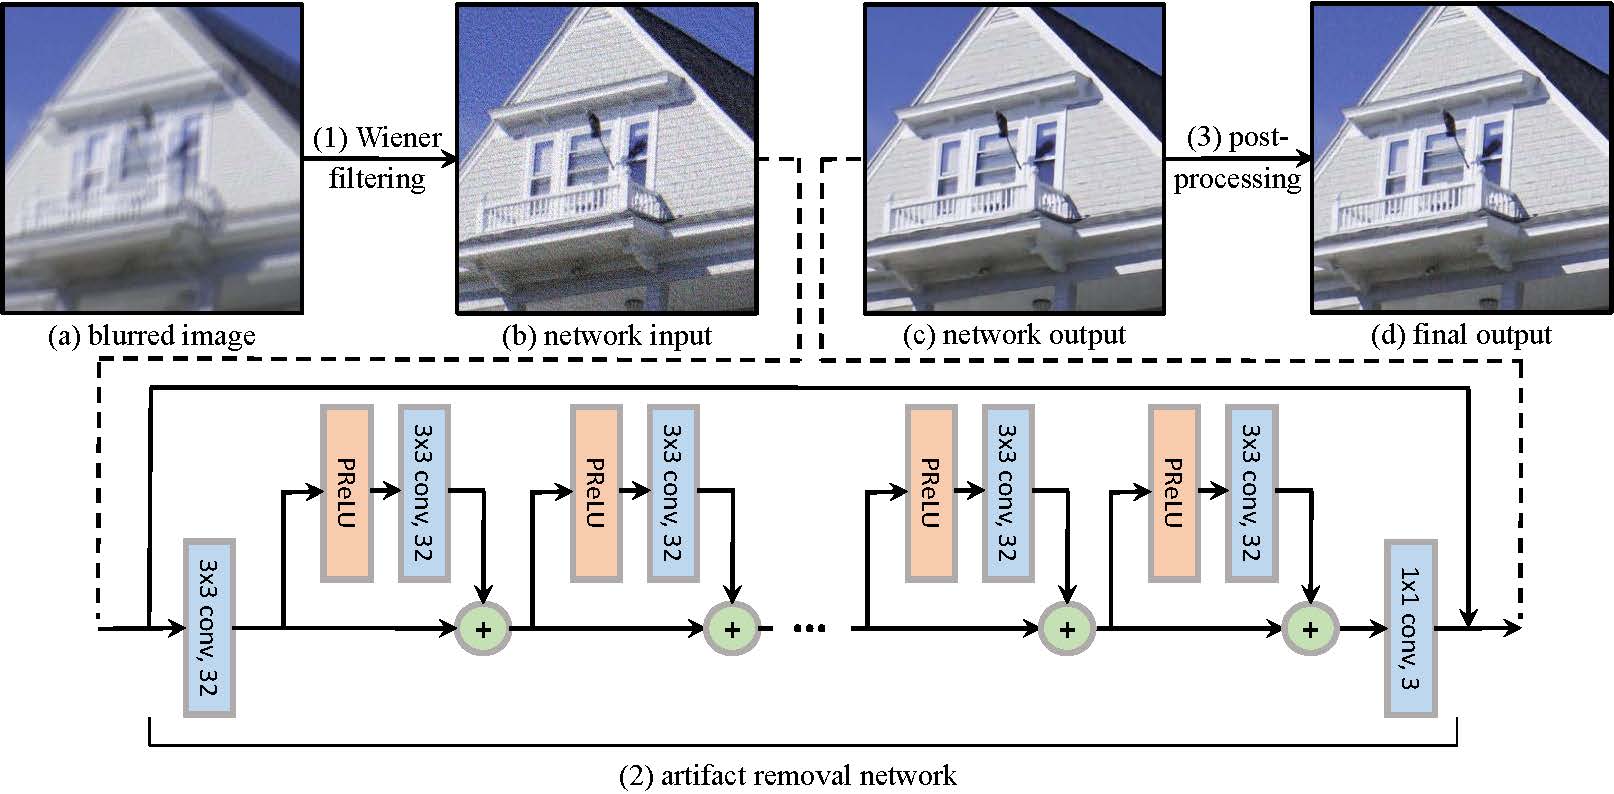 (1) Wiener
filtering
(3) post-
processing
(a) blurred image
(b) network input
(c) network output
(d) final output
PReLU
3x3 conv, 32
PReLU
3x3 conv, 32
PReLU
3x3 conv, 32
PReLU
3x3 conv, 32
3x3 conv, 32
+
+
...
+
+
1x1 conv, 3
(2) artifact removal network